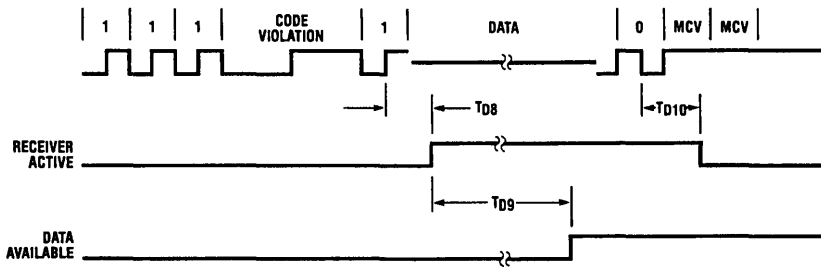 1 1 1 CODE VIOLATION 1 DATA 0 MCV MCV
TD8 TD10
RECEIVER ACTIVE
TD9
DATA AVAILABLE